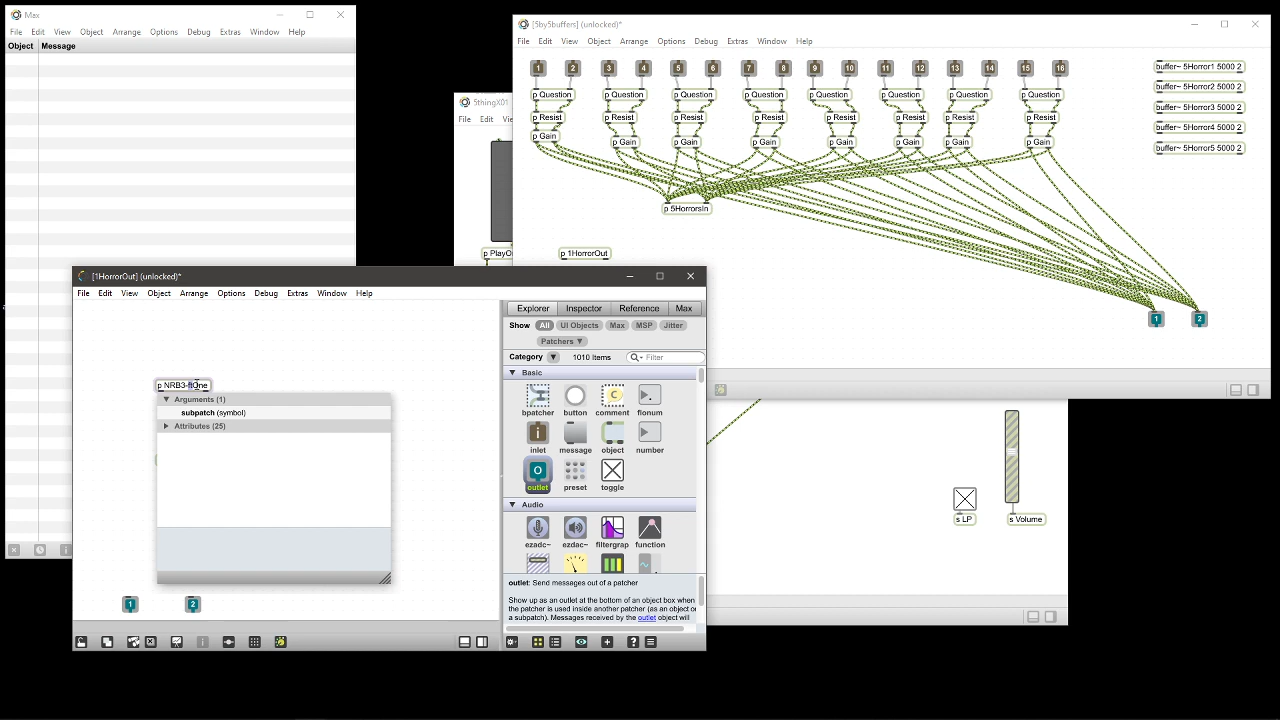 Max
File Edit View Object Arrange Options Debug Extras Window Help
Object Message
[5by5buffers] (unlocked)*
File Edit View Object Arrange Options Debug Extras Window Help
1 2 3 4 5 6 7 8 9 10 11 12 13 14 15 16
p Question p Question p Question p Question p Question p Question p Question p Question
p Resist p Resist p Resist p Resist p Resist p Resist p Resist p Resist
p Gain p Gain p Gain p Gain p Gain p Gain p Gain p Gain
p 5HorrorsIn
p 1HorrorOut
buffer~ 5Horror1 5000 2
buffer~ 5Horror2 5000 2
buffer~ 5Horror3 5000 2
buffer~ 5Horror4 5000 2
buffer~ 5Horror5 5000 2
1 2
5thingX01
File Edit
p PlayO
s LP
s Volume
[1HorrorOut] (unlocked)*
File Edit View Object Arrange Options Debug Extras Window Help
Arguments (1)
subpatch (symbol)
Attributes (25)
1 2
Explorer Inspector Reference Max
Show All UI Objects Max MSP Jitter
Patchers ▼
Category ▼ 1010 Items Filter
Basic
bpatcher button comment flonum
inlet message object number
outlet preset toggle
Audio
ezadc~ ezdac~ filtergrap function
outlet: Send messages out of a patcher
Show up as an outlet at the bottom of an object box when
the patcher is used inside another patcher (as an object or
a subpatch). Messages received by the outlet object will